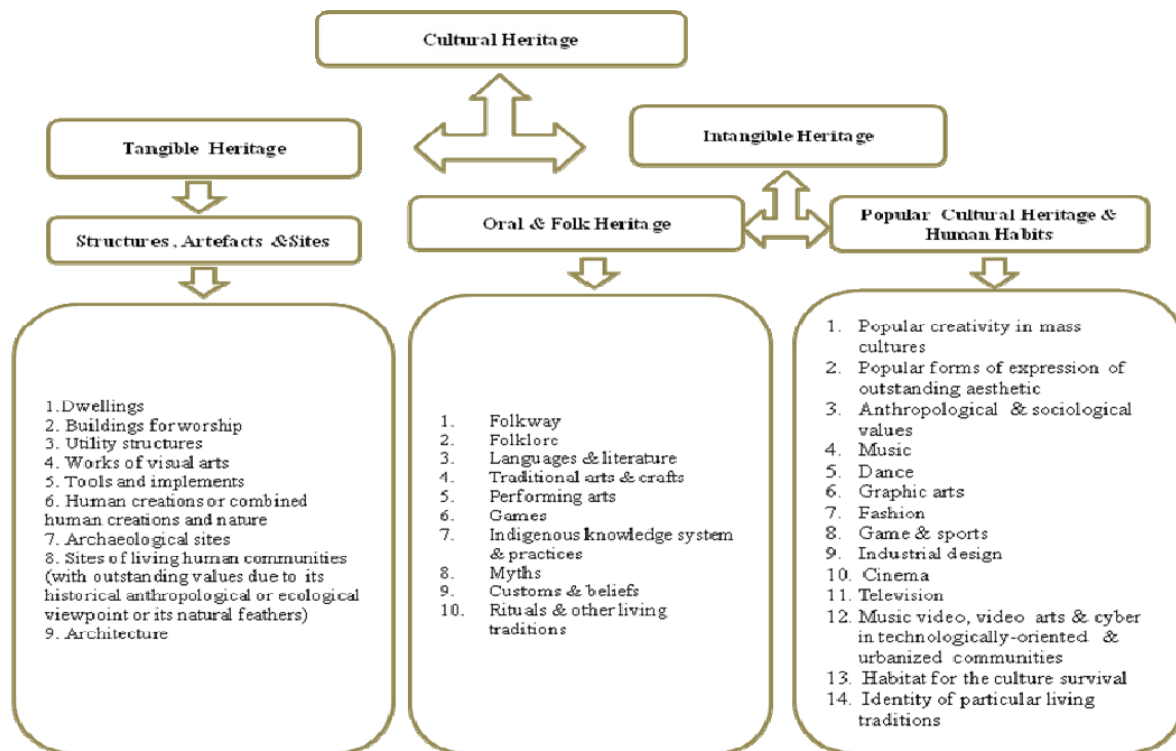 Cultural Heritage
Tangible Heritage
Intangible Heritage
Structures, Artefacts & Sites
Oral & Folk Heritage
Popular Cultural Heritage &
Human Habits
1.Dwellings
2. Buildings for worship
3. Utility structures
4. Works of visual arts
5. Tools and implements
6. Human creations or combined
human creations and nature
7. Archaeological sites
8. Sites of living human communities
(with outstanding values due to its
historical anthropological or ecological
viewpoint or its natural feathers)
9. Architecture
1. Folkway
2. Folklore
3. Languages & literature
4. Traditional arts & crafts
5. Performing arts
6. Games
7. Indigenous knowledge system
& practices
8. Myths
9. Customs & beliefs
10. Rituals & other living
traditions
1. Popular creativity in mass
cultures
2. Popular forms of expression of
outstanding aesthetic
3. Anthropological & sociological
values
4. Music
5. Dance
6. Graphic arts
7. Fashion
8. Game & sports
9. Industrial design
10. Cinema
11. Television
12. Music video, video arts & cyber
in technologically-oriented &
urbanized communities
13. Habitat for the culture survival
14. Identity of particular living
traditions